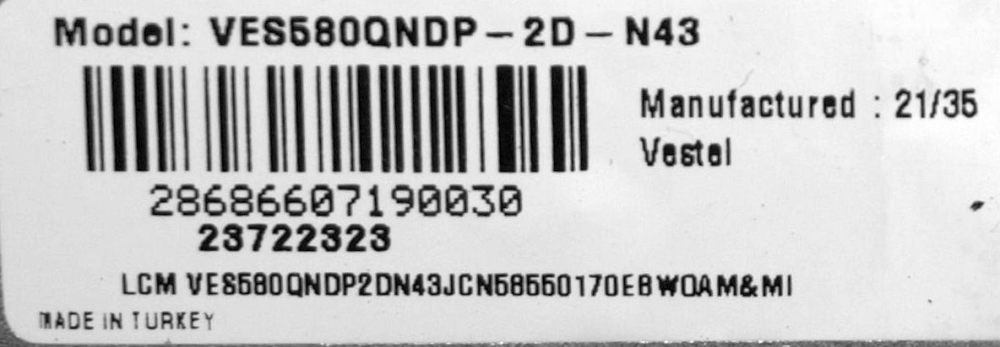 Model: VES580QNDP-2D-N43
Manufactured : 21/35
Vestel
28686607190030
23722323
LCM VES580QNDP2DN43JCN58550170EBWOAM&MI
MADE IN TURKEY